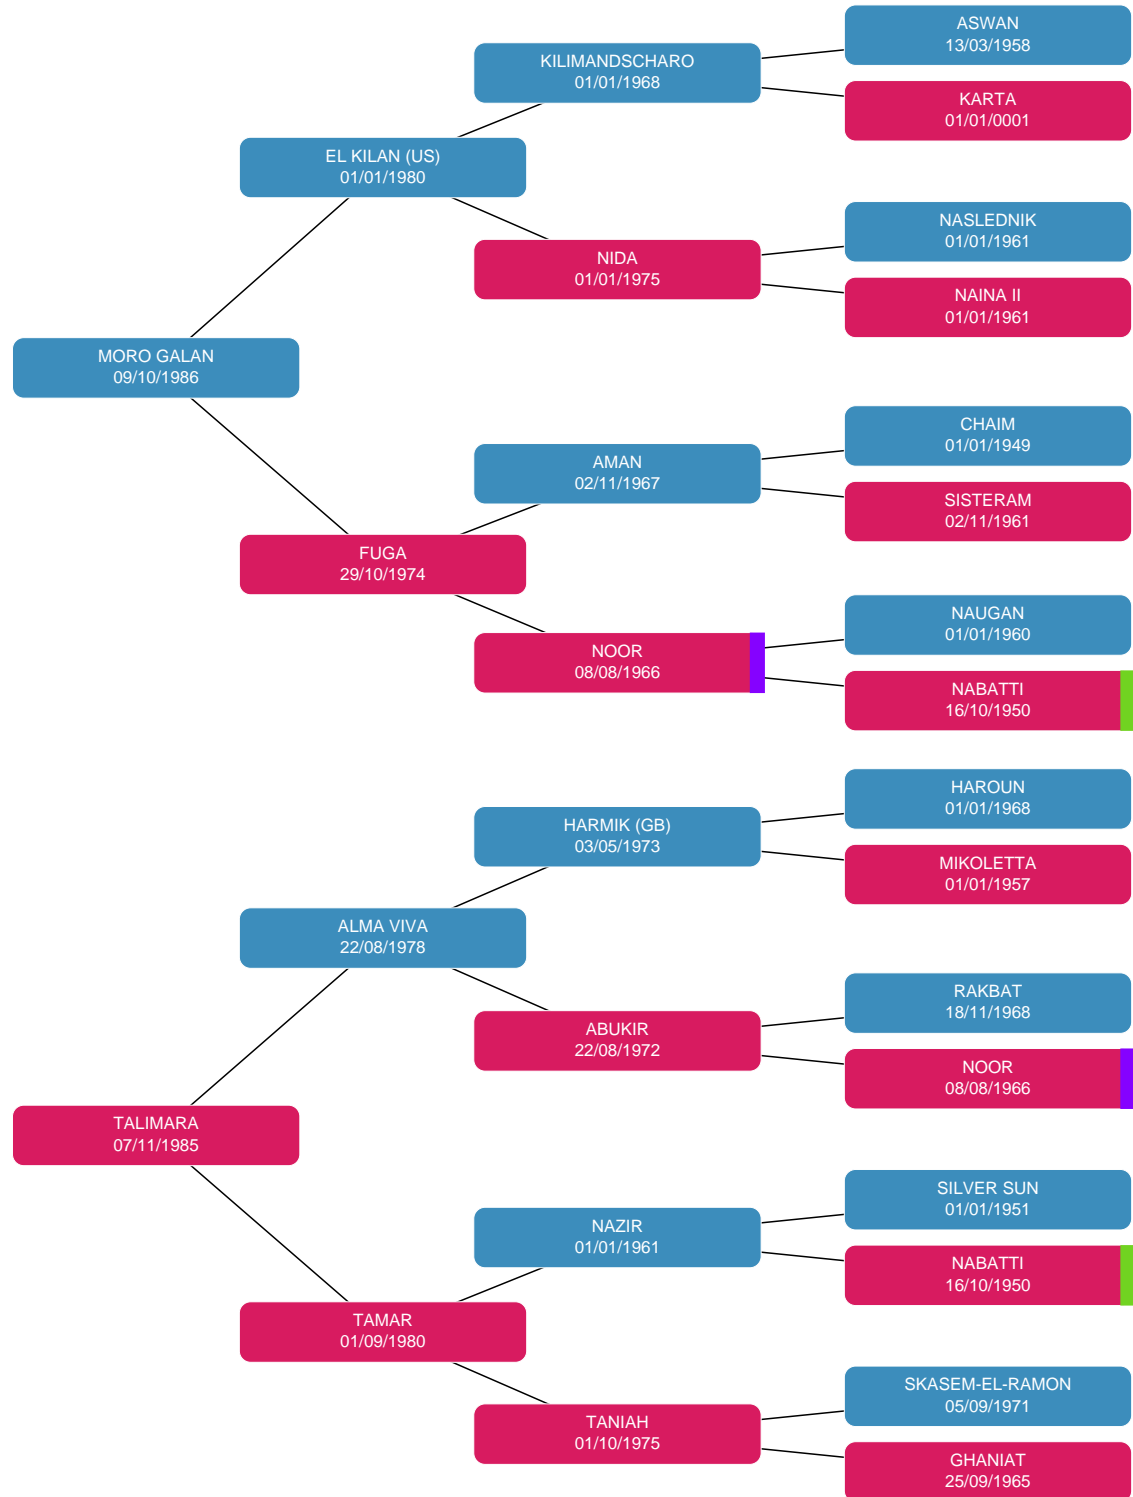 ASWAN
13/03/1958
KILIMANDSCHARO
01/01/1968
KARTA
01/01/0001
EL KILAN (US)
01/01/1980
NASLEDNIK
01/01/1961
NIDA
01/01/1975
NAINA II
01/01/1961
MORO GALAN
09/10/1986
CHAIM
01/01/1949
AMAN
02/11/1967
SISTERAM
02/11/1961
FUGA
29/10/1974
NAUGAN
01/01/1960
NOOR
08/08/1966
NABATTI
16/10/1950
HAROUN
01/01/1968
HARMIK (GB)
03/05/1973
MIKOLETTA
01/01/1957
ALMA VIVA
22/08/1978
RAKBAT
18/11/1968
ABUKIR
22/08/1972
NOOR
08/08/1966
TALIMARA
07/11/1985
SILVER SUN
01/01/1951
NAZIR
01/01/1961
NABATTI
16/10/1950
TAMAR
01/09/1980
SKASEM-EL-RAMON
05/09/1971
TANIAH
01/10/1975
GHANIAT
25/09/1965